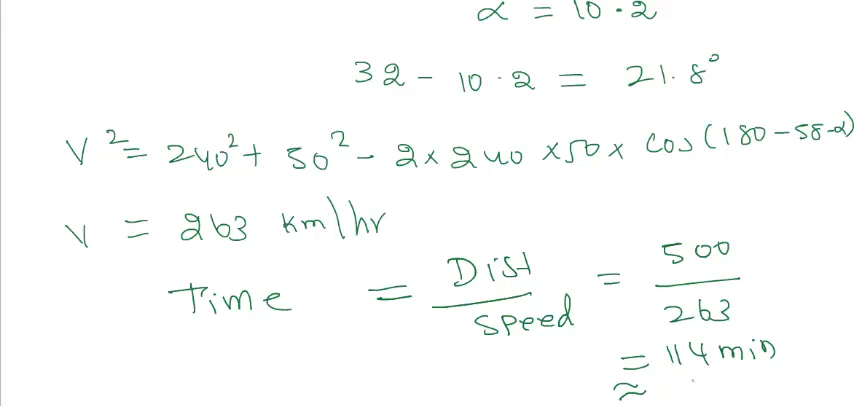 α = 10.2
32 - 10.2 = 21.8°
V² = 240² + 50² - 2 × 240 × 50 × cos(180-58-α)
V = 263 km/hr
Time = Dist/speed = 500/263
= 114 min
≈